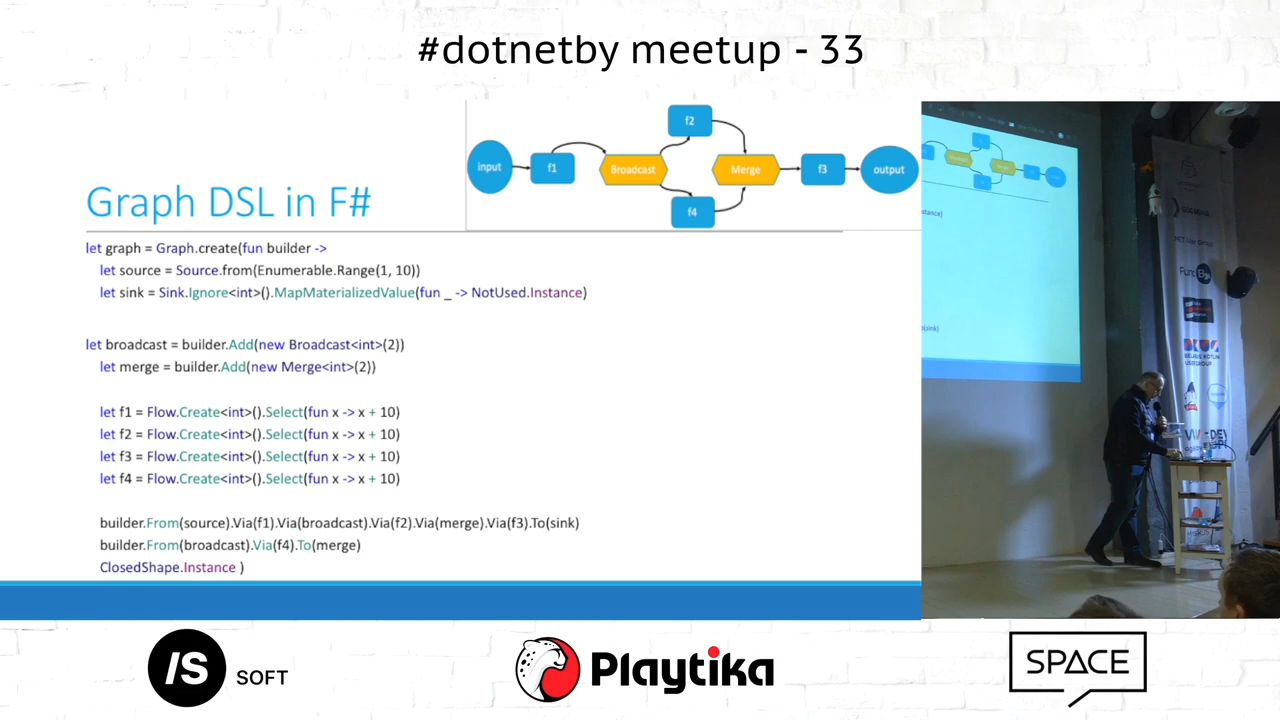 #dotnetby meetup - 33
Graph DSL in F#
input
f1
Broadcast
f2
f4
Merge
f3
output
let graph = Graph.create(fun builder ->
let source = Source.from(Enumerable.Range(1, 10))
let sink = Sink.Ignore<int>().MapMaterializedValue(fun _ -> NotUsed.Instance)
let broadcast = builder.Add(new Broadcast<int>(2))
let merge = builder.Add(new Merge<int>(2))
let f1 = Flow.Create<int>().Select(fun x -> x + 10)
let f2 = Flow.Create<int>().Select(fun x -> x + 10)
let f3 = Flow.Create<int>().Select(fun x -> x + 10)
let f4 = Flow.Create<int>().Select(fun x -> x + 10)
builder.From(source).Via(f1).Via(broadcast).Via(f2).Via(merge).Via(f3).To(sink)
builder.From(broadcast).Via(f4).To(merge)
ClosedShape.Instance )
/S SOFT
Playtika
SPACE